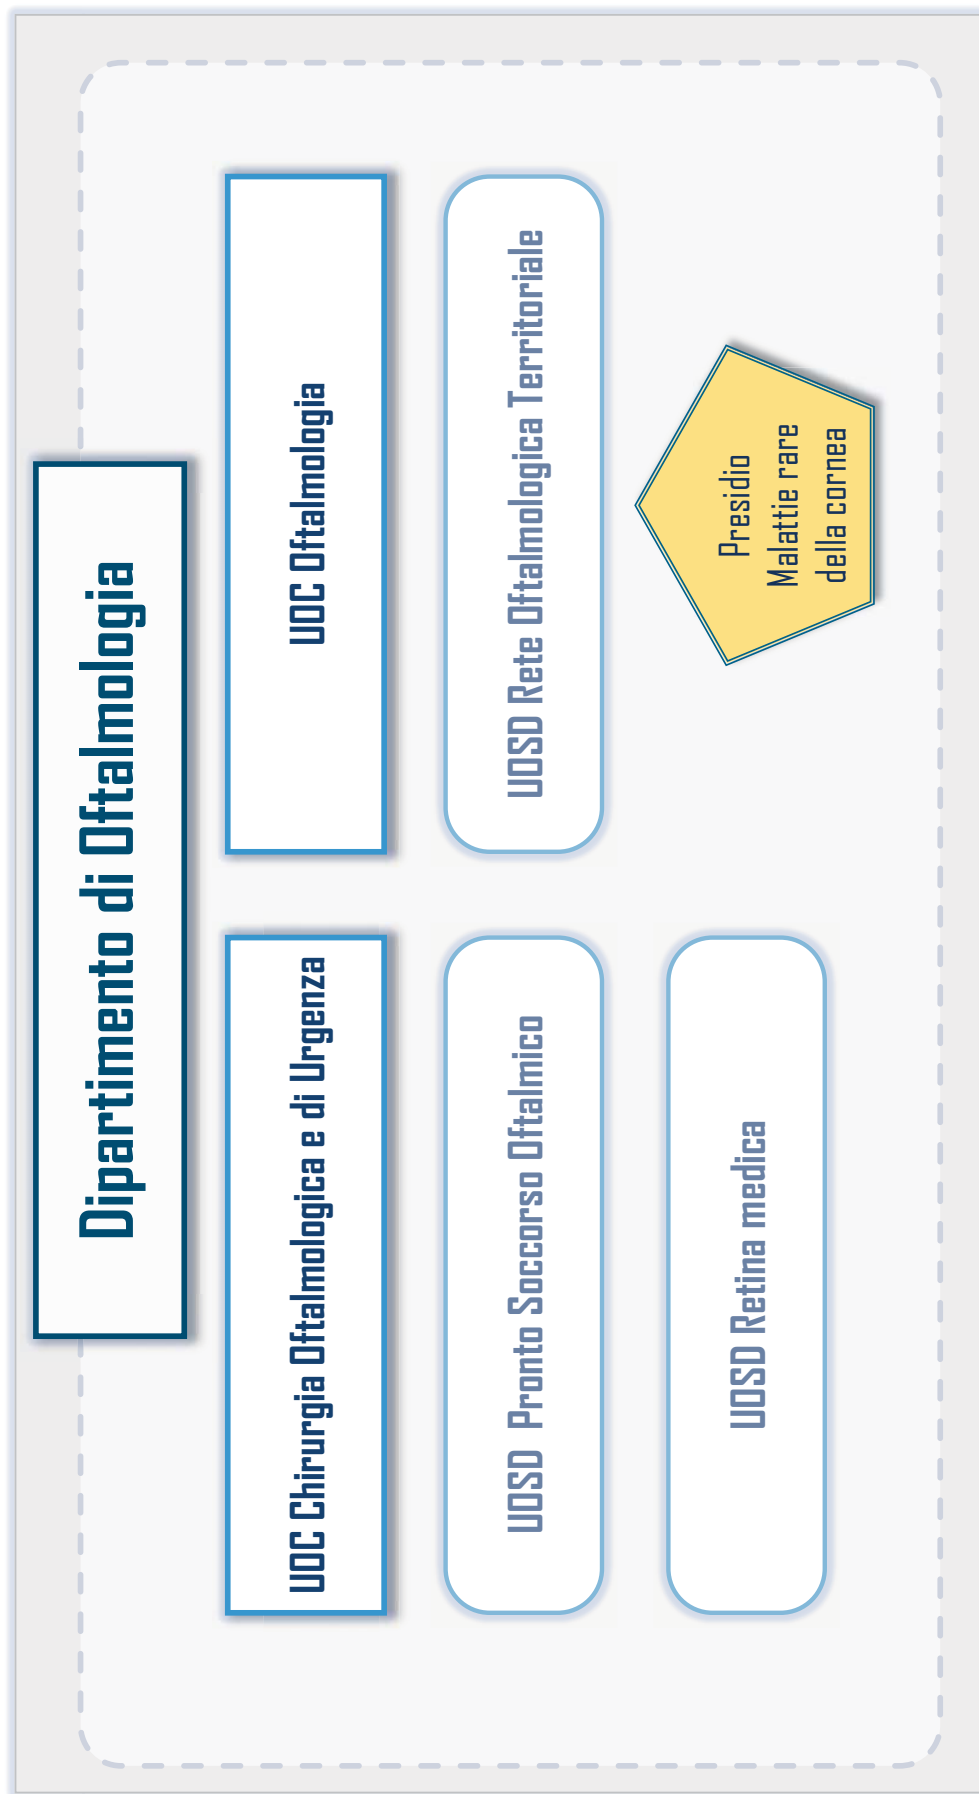 Dipartimento di Oftalmologia
UOC Chirurgia Oftalmologica e di Urgenza
UOC Oftalmologia
UOSD Pronto Soccorso Oftalmico
UOSD Rete Oftalmologica Territoriale
UOSD Retina medica
Presidio
Malattie rare
della cornea